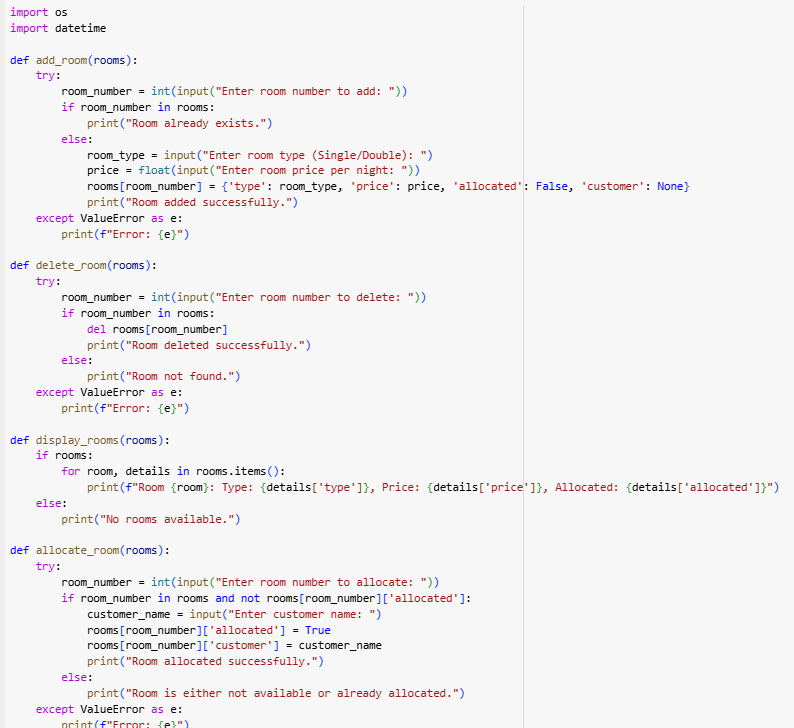 import os
import datetime

def add_room(rooms):
    try:
        room_number = int(input("Enter room number to add: "))
        if room_number in rooms:
            print("Room already exists.")
        else:
            room_type = input("Enter room type (Single/Double): ")
            price = float(input("Enter room price per night: "))
            rooms[room_number] = {'type': room_type, 'price': price, 'allocated': False, 'customer': None}
            print("Room added successfully.")
    except ValueError as e:
        print(f"Error: {e}")

def delete_room(rooms):
    try:
        room_number = int(input("Enter room number to delete: "))
        if room_number in rooms:
            del rooms[room_number]
            print("Room deleted successfully.")
        else:
            print("Room not found.")
    except ValueError as e:
        print(f"Error: {e}")

def display_rooms(rooms):
    if rooms:
        for room, details in rooms.items():
            print(f"Room {room}: Type: {details['type']}, Price: {details['price']}, Allocated: {details['allocated']}")
    else:
        print("No rooms available.")

def allocate_room(rooms):
    try:
        room_number = int(input("Enter room number to allocate: "))
        if room_number in rooms and not rooms[room_number]['allocated']:
            customer_name = input("Enter customer name: ")
            rooms[room_number]['allocated'] = True
            rooms[room_number]['customer'] = customer_name
            print("Room allocated successfully.")
        else:
            print("Room is either not available or already allocated.")
    except ValueError as e:
        print(f"Error: {e}")